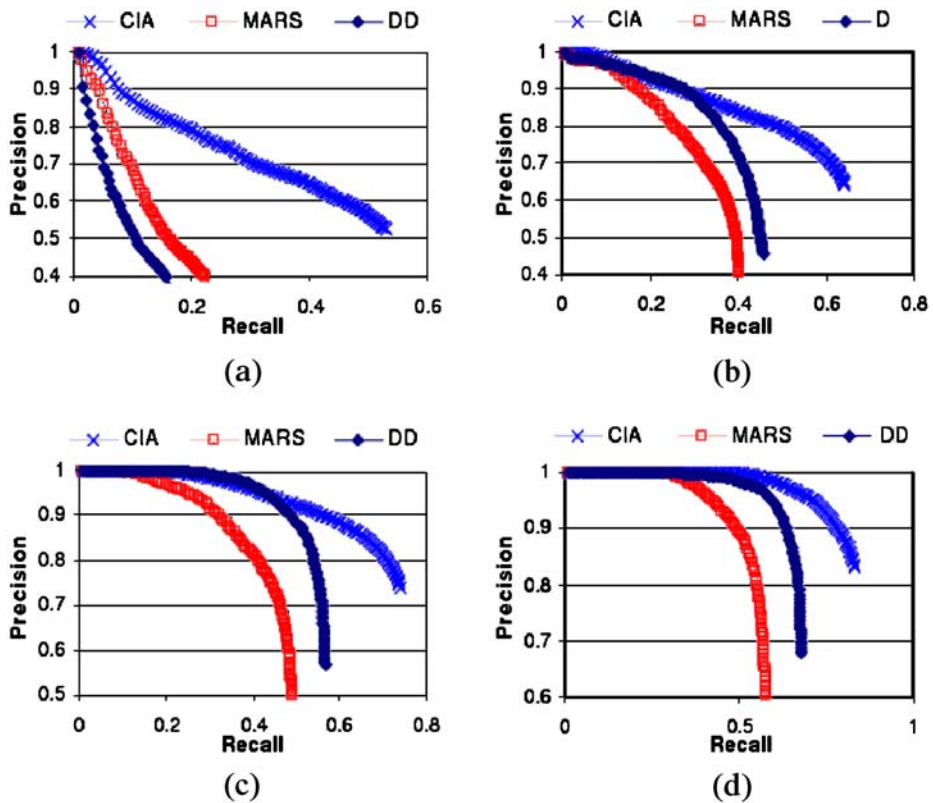 CIA MARS DD
1
0.9
0.8
0.7
0.6
0.5
0.4
Precision
0 0.2 0.4 0.6
Recall
(a)
CIA MARS D
1
0.9
0.8
0.7
0.6
0.5
0.4
Precision
0 0.2 0.4 0.6 0.8
Recall
(b)
CIA MARS DD
1
0.9
0.8
0.7
0.6
0.5
Precision
0 0.2 0.4 0.6 0.8
Recall
(c)
CIA MARS DD
1
0.9
0.8
0.7
0.6
Precision
0 0.5 1
Recall
(d)